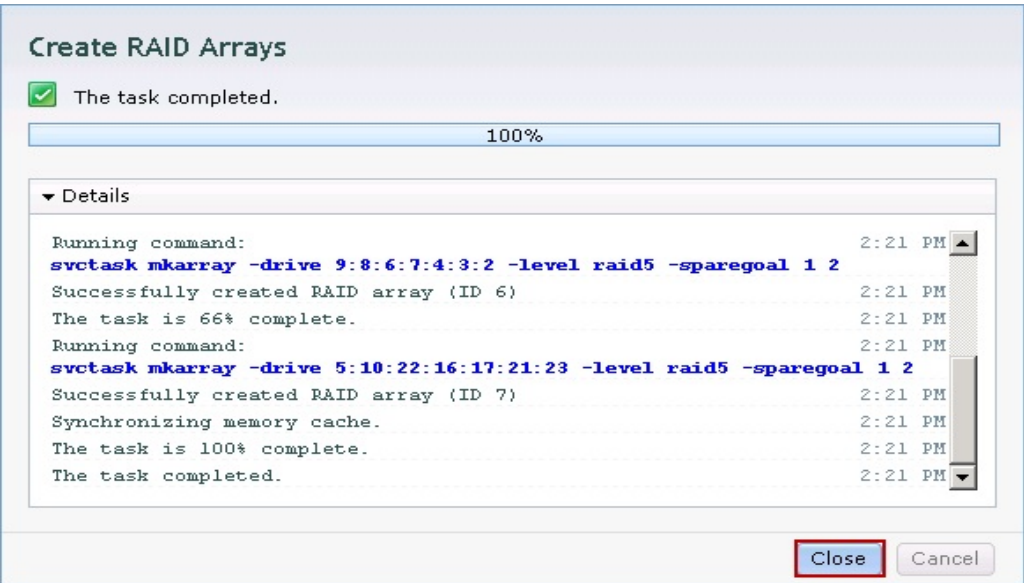 Create RAID Arrays
The task completed.
100%
Details
Running command: 2:21 PM
svctask mkarray -drive 9:8:6:7:4:3:2 -level raid5 -sparegoal 1 2
Successfully created RAID array (ID 6) 2:21 PM
The task is 66% complete. 2:21 PM
Running command: 2:21 PM
svctask mkarray -drive 5:10:22:16:17:21:23 -level raid5 -sparegoal 1 2
Successfully created RAID array (ID 7) 2:21 PM
Synchronizing memory cache. 2:21 PM
The task is 100% complete. 2:21 PM
The task completed. 2:21 PM
Close Cancel